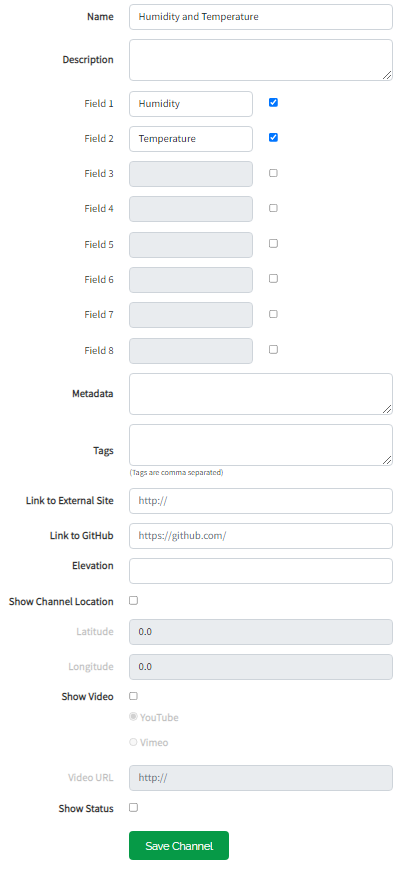 Name Humidity and Temperature
Description
Field 1 Humidity
Field 2 Temperature
Field 3
Field 4
Field 5
Field 6
Field 7
Field 8
Metadata
Tags
(Tags are comma separated)
Link to External Site http://
Link to GitHub https://github.com/
Elevation
Show Channel Location
Latitude 0.0
Longitude 0.0
Show Video
YouTube
Vimeo
Video URL http://
Show Status
Save Channel